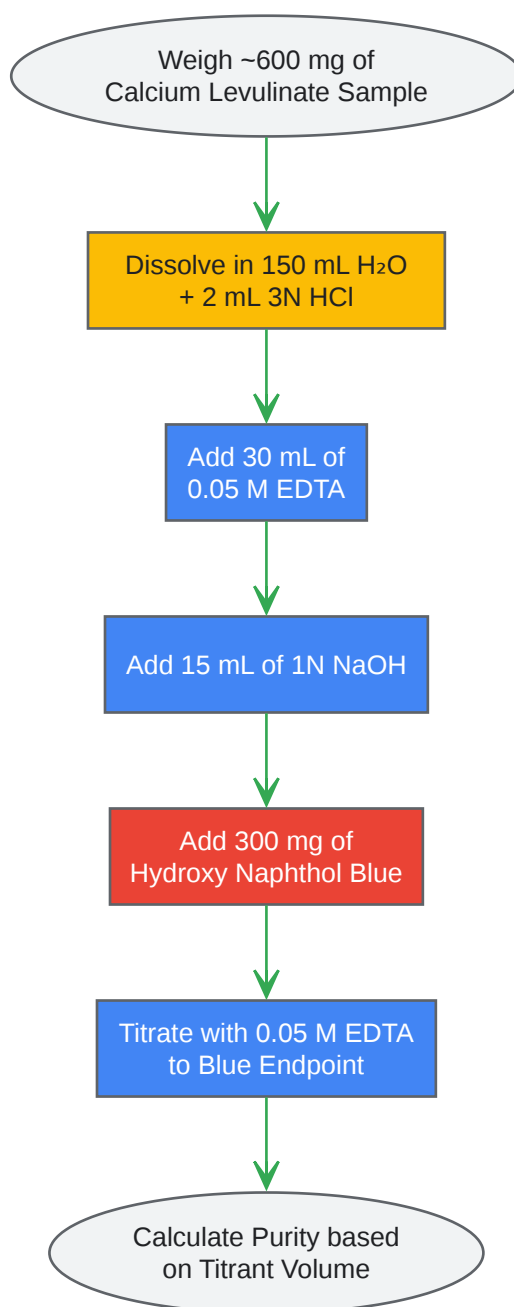 Weigh ~600 mg of
Calcium Levulinate Sample
Dissolve in 150 mL H₂O
+ 2 mL 3N HCl
Add 30 mL of
0.05 M EDTA
Add 15 mL of 1N NaOH
Add 300 mg of
Hydroxy Naphthol Blue
Titrate with 0.05 M EDTA
to Blue Endpoint
Calculate Purity based
on Titrant Volume